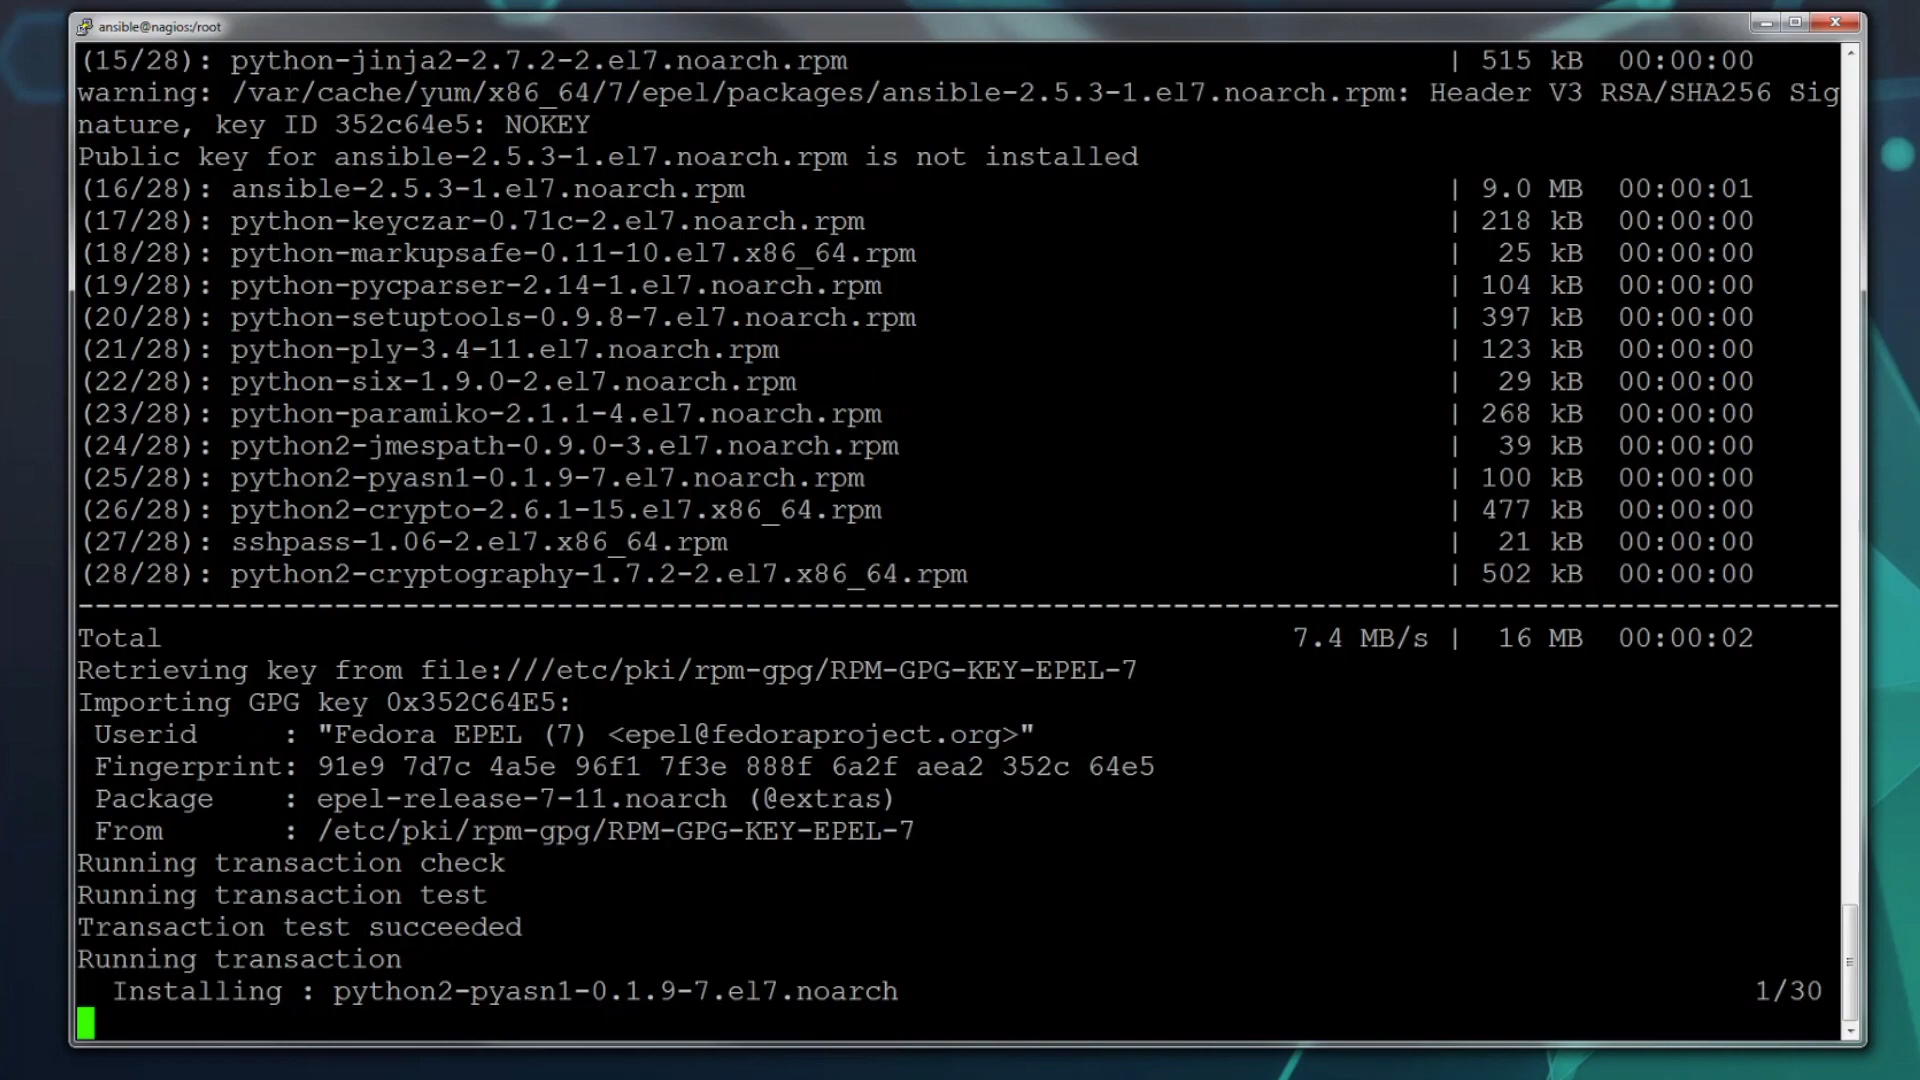 ansible@nagios:/root
(15/28): python-jinja2-2.7.2-2.el7.noarch.rpm | 515 kB 00:00:00
warning: /var/cache/yum/x86_64/7/epel/packages/ansible-2.5.3-1.el7.noarch.rpm: Header V3 RSA/SHA256 Sig
nature, key ID 352c64e5: NOKEY
Public key for ansible-2.5.3-1.el7.noarch.rpm is not installed
(16/28): ansible-2.5.3-1.el7.noarch.rpm | 9.0 MB 00:00:01
(17/28): python-keyczar-0.71c-2.el7.noarch.rpm | 218 kB 00:00:00
(18/28): python-markupsafe-0.11-10.el7.x86_64.rpm | 25 kB 00:00:00
(19/28): python-pycparser-2.14-1.el7.noarch.rpm | 104 kB 00:00:00
(20/28): python-setuptools-0.9.8-7.el7.noarch.rpm | 397 kB 00:00:00
(21/28): python-ply-3.4-11.el7.noarch.rpm | 123 kB 00:00:00
(22/28): python-six-1.9.0-2.el7.noarch.rpm | 29 kB 00:00:00
(23/28): python-paramiko-2.1.1-4.el7.noarch.rpm | 268 kB 00:00:00
(24/28): python2-jmespath-0.9.0-3.el7.noarch.rpm | 39 kB 00:00:00
(25/28): python2-pyasn1-0.1.9-7.el7.noarch.rpm | 100 kB 00:00:00
(26/28): python2-crypto-2.6.1-15.el7.x86_64.rpm | 477 kB 00:00:00
(27/28): sshpass-1.06-2.el7.x86_64.rpm | 21 kB 00:00:00
(28/28): python2-cryptography-1.7.2-2.el7.x86_64.rpm | 502 kB 00:00:00
-------------------------------------------------------------------------------------------------------
Total 7.4 MB/s | 16 MB 00:00:02
Retrieving key from file:///etc/pki/rpm-gpg/RPM-GPG-KEY-EPEL-7
Importing GPG key 0x352C64E5:
Userid : "Fedora EPEL (7) <epel@fedoraproject.org>"
Fingerprint: 91e9 7d7c 4a5e 96f1 7f3e 888f 6a2f aea2 352c 64e5
Package : epel-release-7-11.noarch (@extras)
From : /etc/pki/rpm-gpg/RPM-GPG-KEY-EPEL-7
Running transaction check
Running transaction test
Transaction test succeeded
Running transaction
Installing : python2-pyasn1-0.1.9-7.el7.noarch 1/30